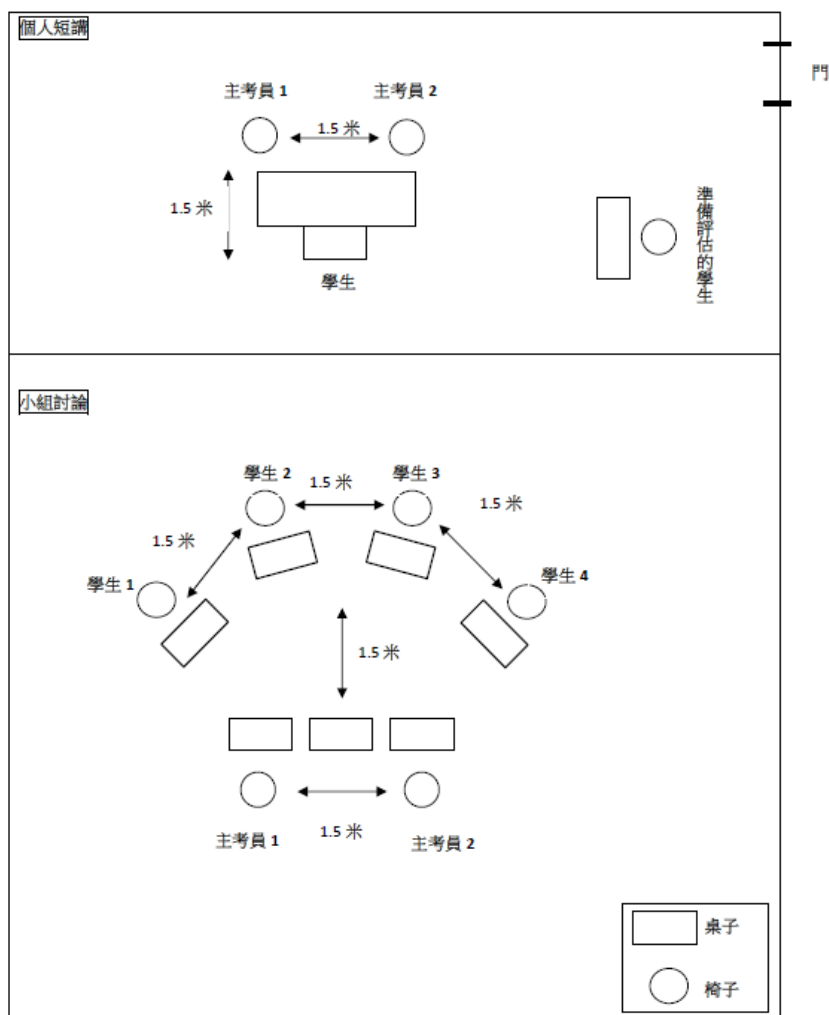 個人短講
門
主考員 1
主考員 2
1.5 米
1.5 米
學生
準備評估的學生
小組討論
學生 2
1.5 米
學生 3
1.5 米
1.5 米
學生 1
學生 4
1.5 米
主考員 1
1.5 米
主考員 2
桌子
椅子